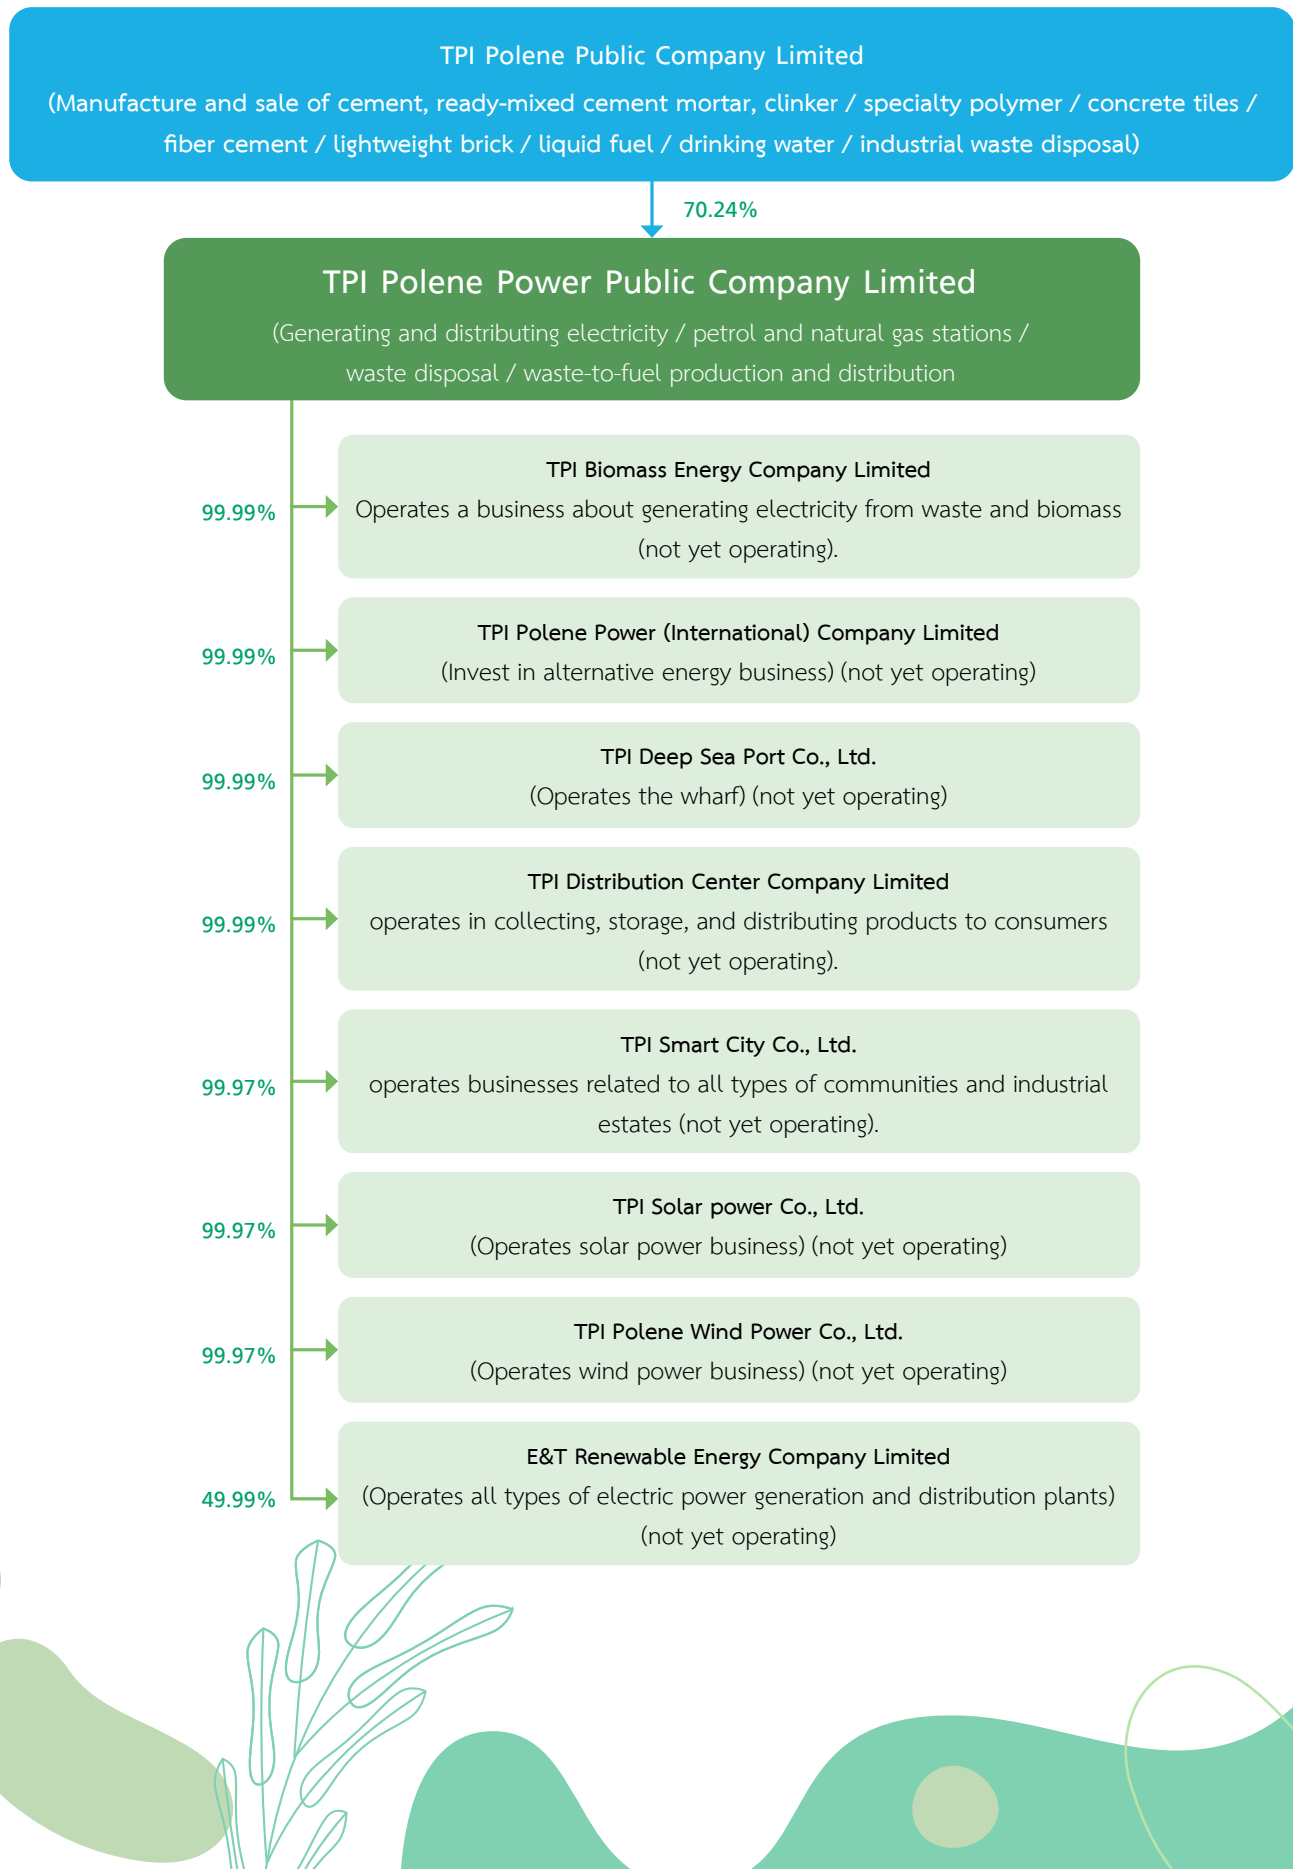 TPI Polene Public Company Limited
(Manufacture and sale of cement, ready-mixed cement mortar, clinker / specialty polymer / concrete tiles /
fiber cement / lightweight brick / liquid fuel / drinking water / industrial waste disposal)
70.24%
TPI Polene Power Public Company Limited
(Generating and distributing electricity / petrol and natural gas stations /
waste disposal / waste-to-fuel production and distribution
TPI Biomass Energy Company Limited
99.99%
Operates a business about generating electricity from waste and biomass
(not yet operating).
TPI Polene Power (International) Company Limited
99.99%
(Invest in alternative energy business) (not yet operating)
TPI Deep Sea Port Co., Ltd.
99.99%
(Operates the wharf) (not yet operating)
TPI Distribution Center Company Limited
99.99%
operates in collecting, storage, and distributing products to consumers
(not yet operating).
TPI Smart City Co., Ltd.
99.97%
operates businesses related to all types of communities and industrial
estates (not yet operating).
TPI Solar power Co., Ltd.
99.97%
(Operates solar power business) (not yet operating)
TPI Polene Wind Power Co., Ltd.
99.97%
(Operates wind power business) (not yet operating)
E&T Renewable Energy Company Limited
49.99%
(Operates all types of electric power generation and distribution plants)
(not yet operating)